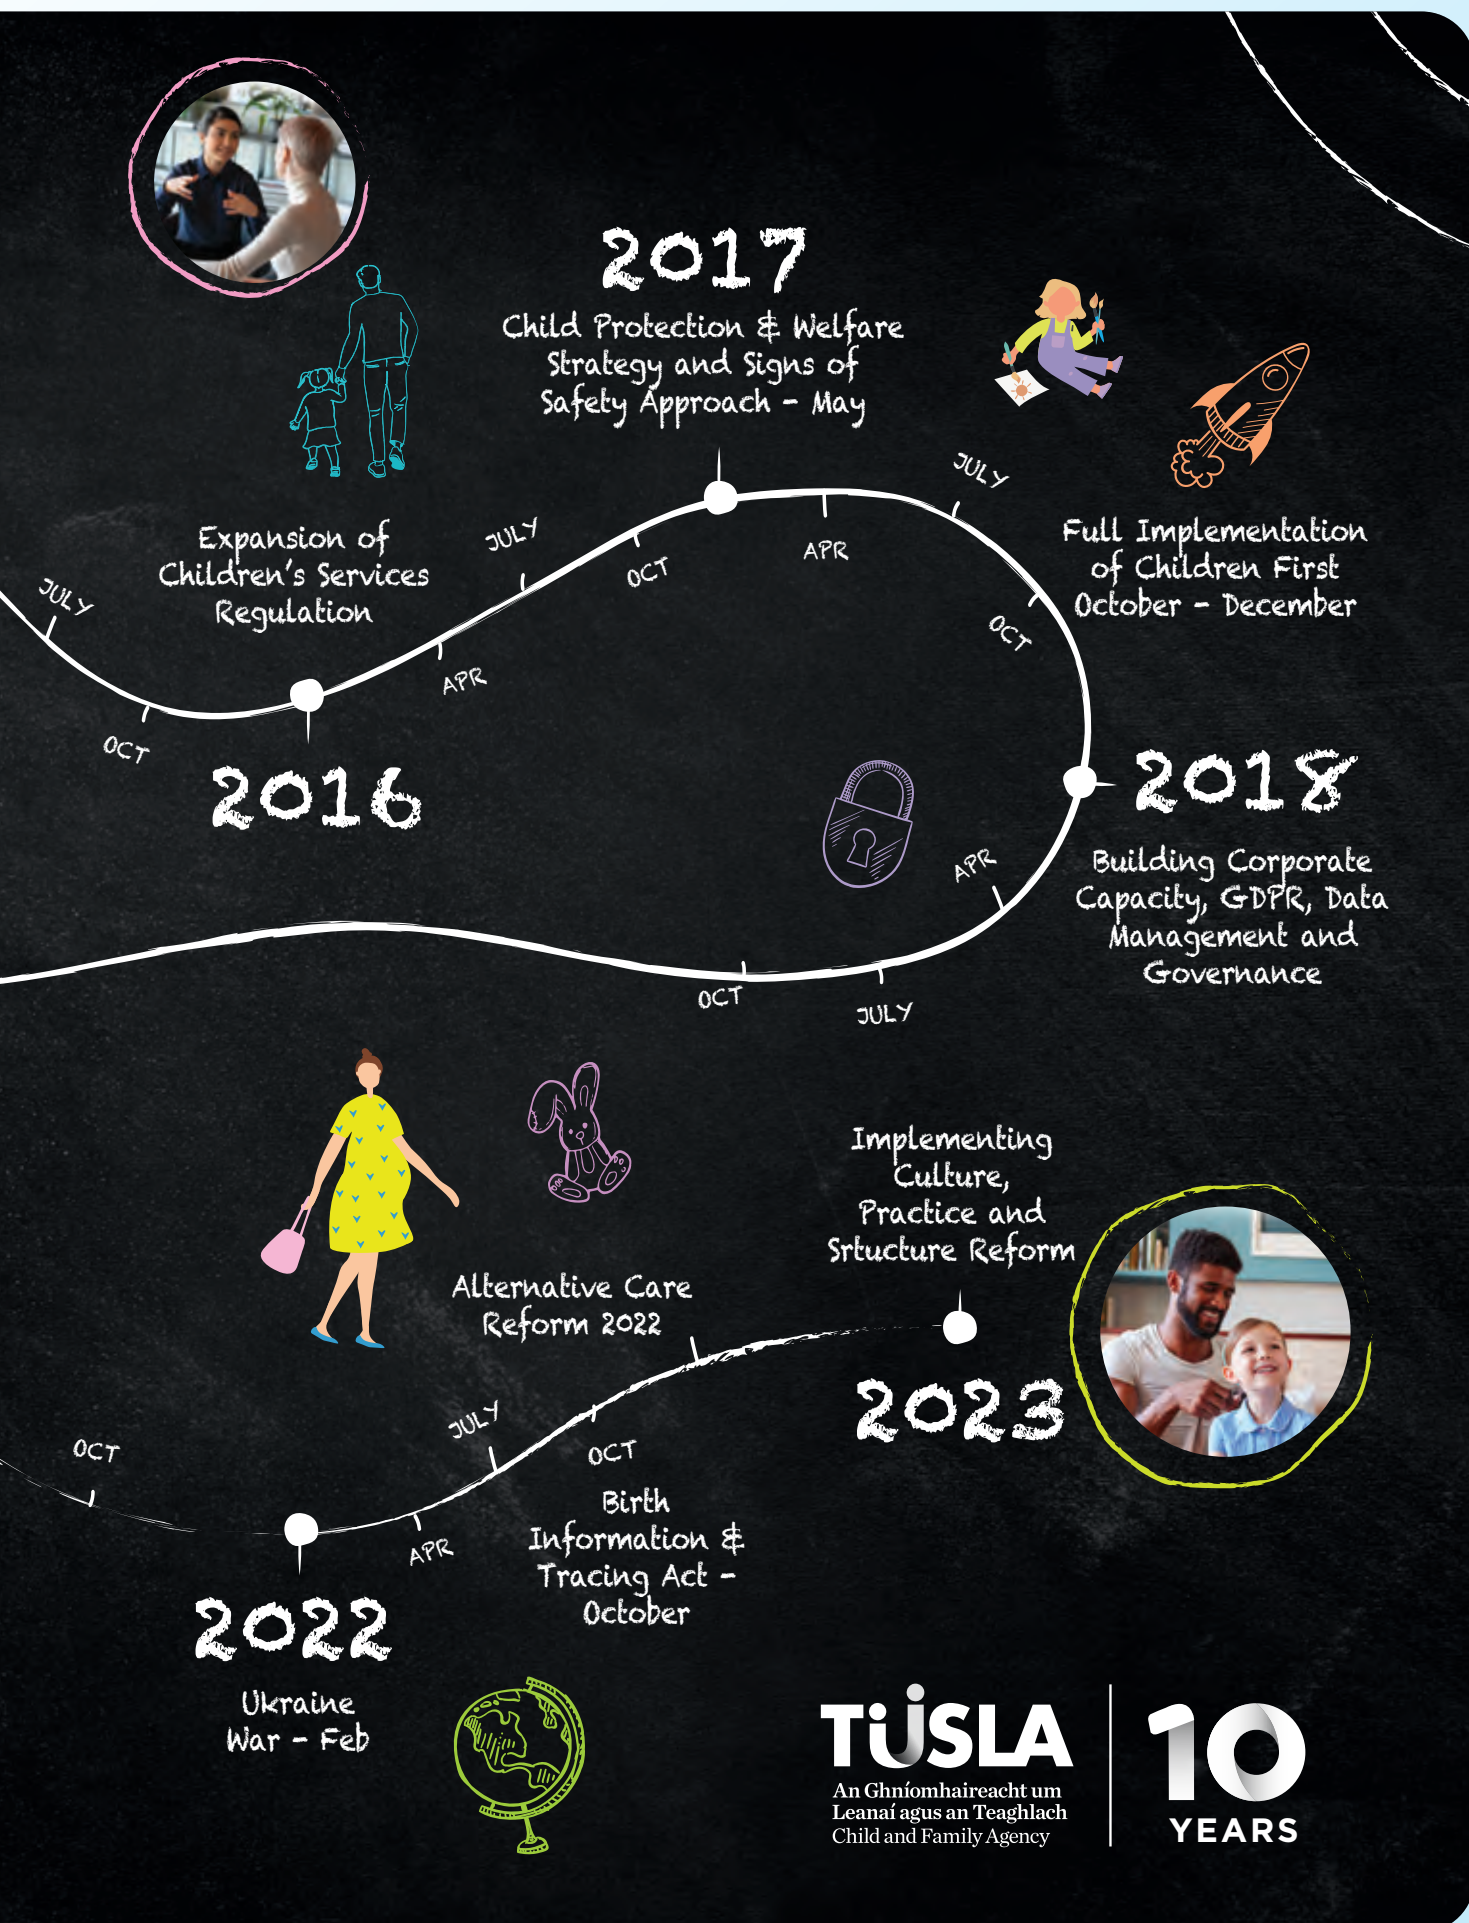 2017
Child Protection & Welfare
Strategy and Signs of
Safety Approach - May
JULY
OCT
Expansion of
Children's Services
Regulation
2016
APR
JULY
OCT
APR
JULY
OCT
Full Implementation
of Children First
October - December
2018
Building Corporate
Capacity, GDPR, Data
Management and
Governance
APR
JULY
OCT
OCT
2022
Ukraine
War - Feb
APR
JULY
OCT
Birth
Information &
Tracing Act -
October
Alternative Care
Reform 2022
Implementing
Culture,
Practice and
Srtucture Reform
2023
TUSLA
An Ghníomhaireacht um
Leanaí agus an Teaghlach
Child and Family Agency
10
YEARS